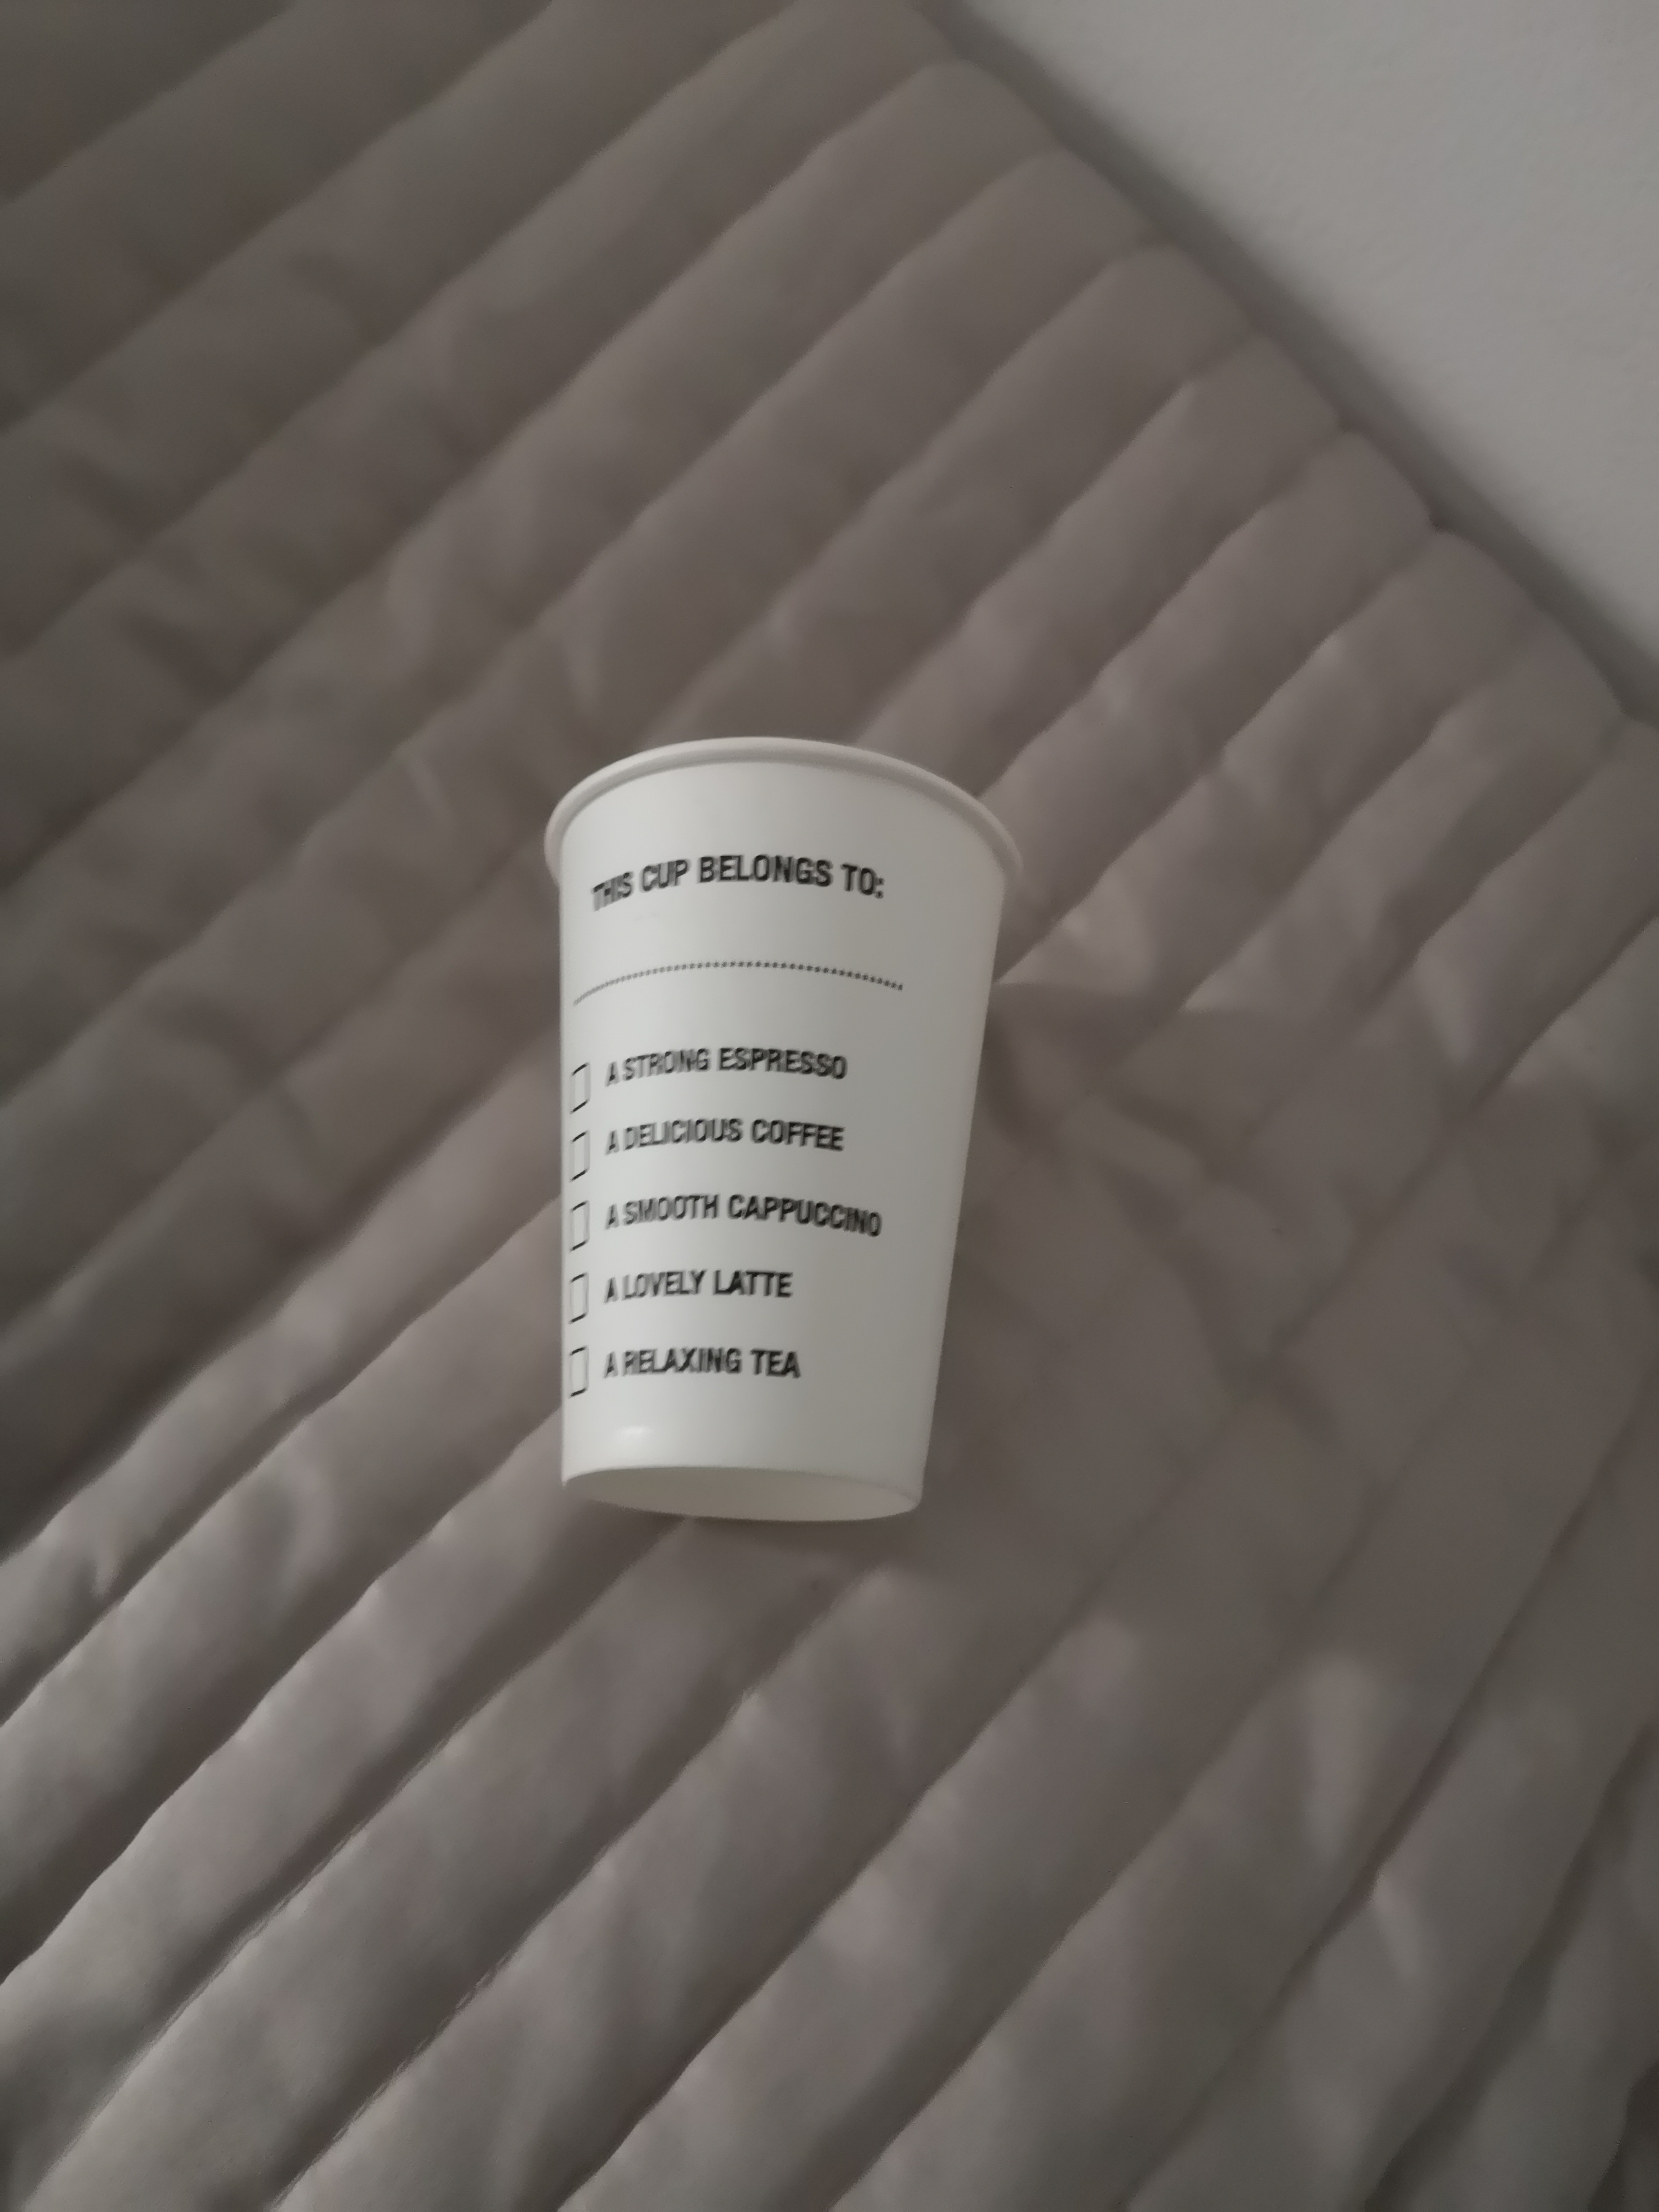 THIS CUP BELONGS TO:
A STRONG ESPRESSO
A DELICIOUS COFFEE
A SMOOTH CAPPUCCINO
A LOVELY LATTE
A RELAXING TEA